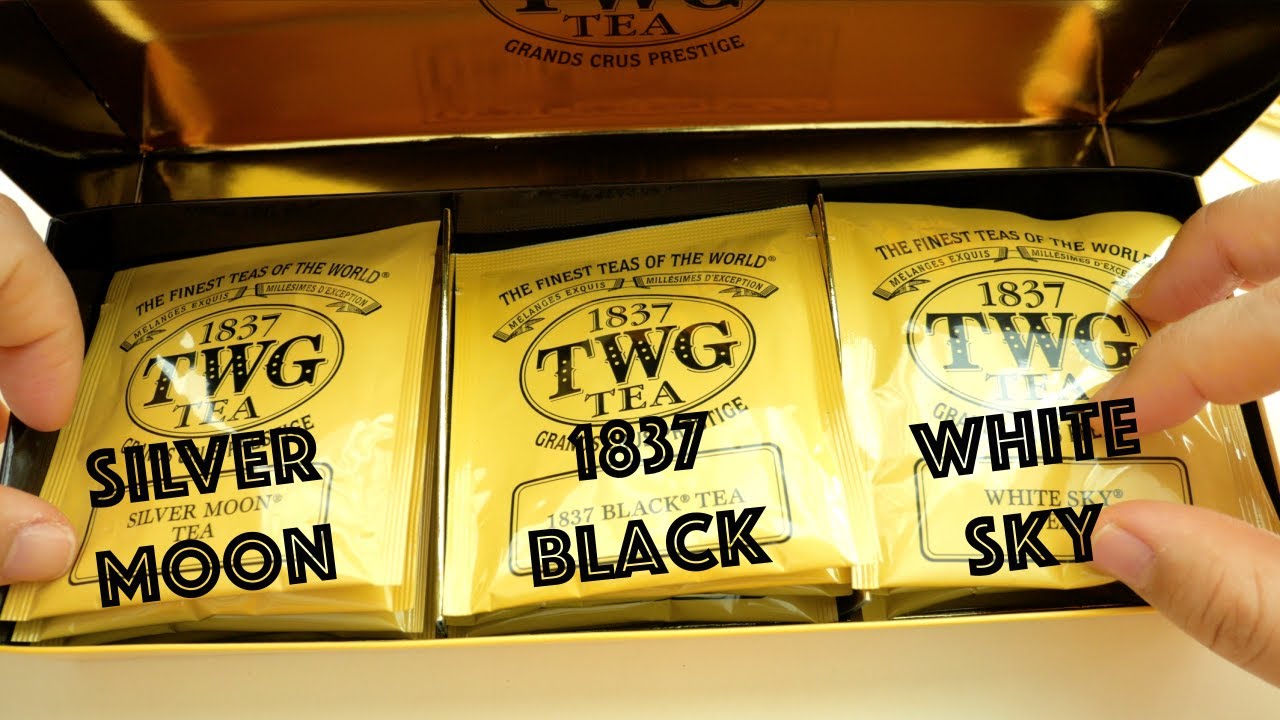 TWG
TEA
GRANDS CRUS PRESTIGE
THE FINEST TEAS OF THE WORLD®
MÉLANGES EXQUIS MILLÉSIMES D'EXCEPTION
1837
TWG
TEA
GRANDS CRUS PRESTIGE
SILVER MOON® TEA
SILVER
MOON
THE FINEST TEAS OF THE WORLD®
MÉLANGES EXQUIS MILLÉSIMES D'EXCEPTION
1837
TWG
TEA
GRANDS CRUS PRESTIGE
1837 BLACK® TEA
1837
BLACK
THE FINEST TEAS OF THE WORLD®
MÉLANGES EXQUIS MILLÉSIMES D'EXCEPTION
1837
TWG
TEA
WHITE SKY®
WHITE
SKY